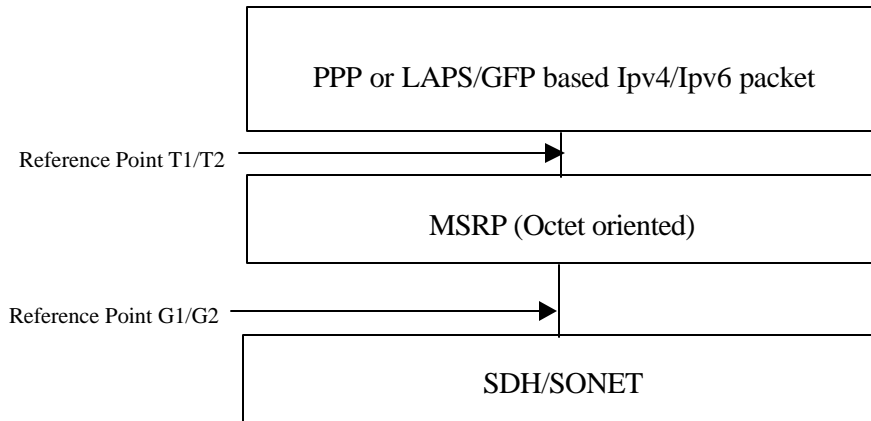 PPP or LAPS/GFP based Ipv4/Ipv6 packet
Reference Point T1/T2
MSRP (Octet oriented)
Reference Point G1/G2
SDH/SONET